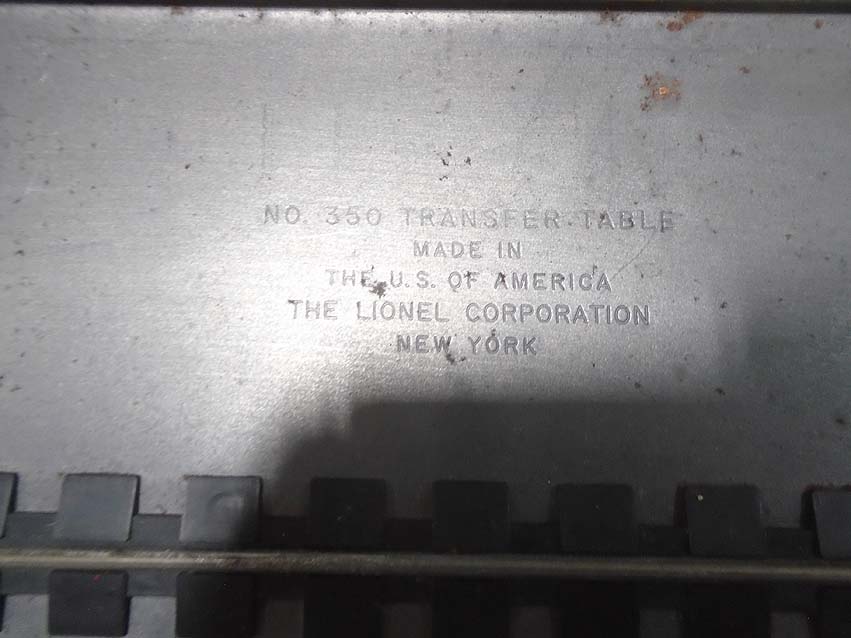 NO. 350 TRANSFER TABLE
MADE IN
THE U.S. OF AMERICA
THE LIONEL CORPORATION
NEW YORK